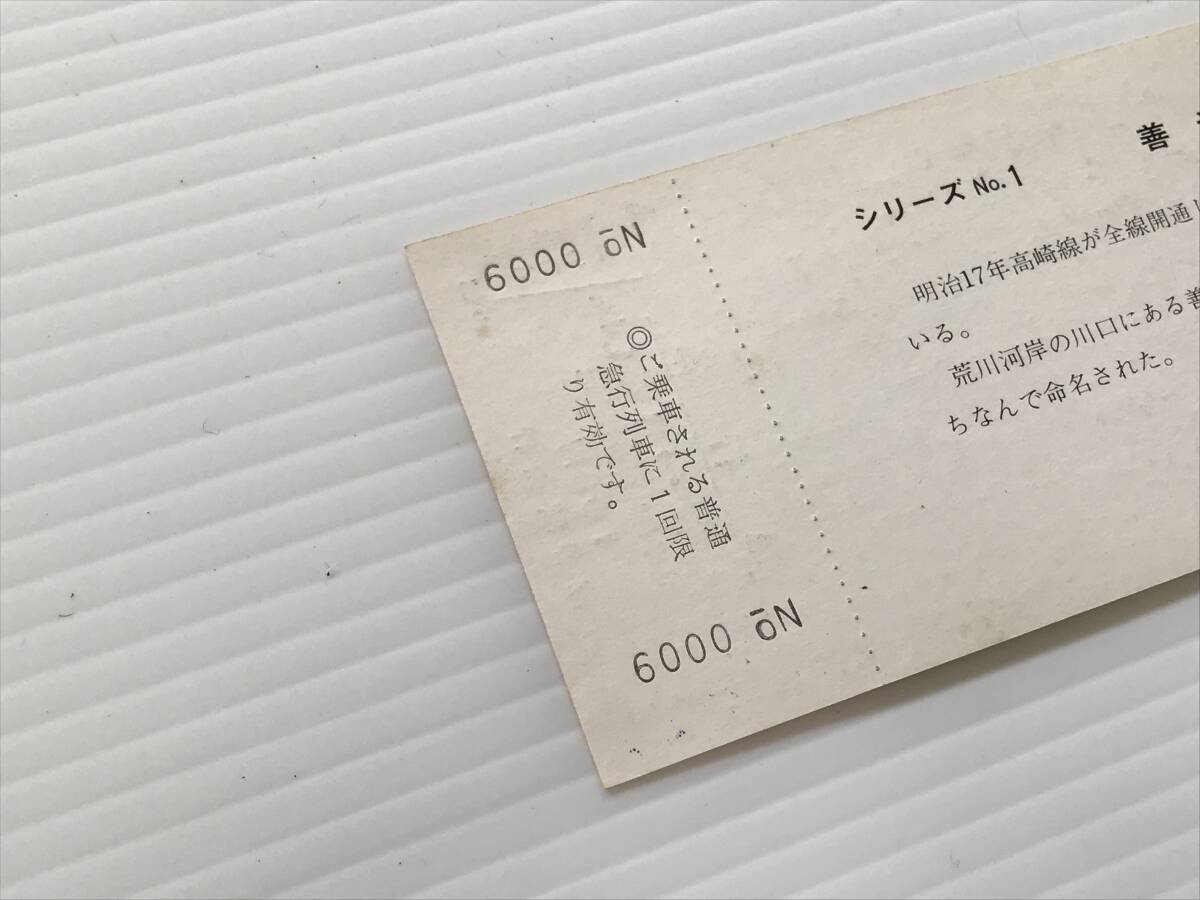 No 0006
◎ご乗車される普通
急行列車に1回限
り有効です。
No 0006
シリーズ No.1
善
明治17年高崎線が全線開通
いる。
荒川河岸の川口にある善
ちなんで命名された。